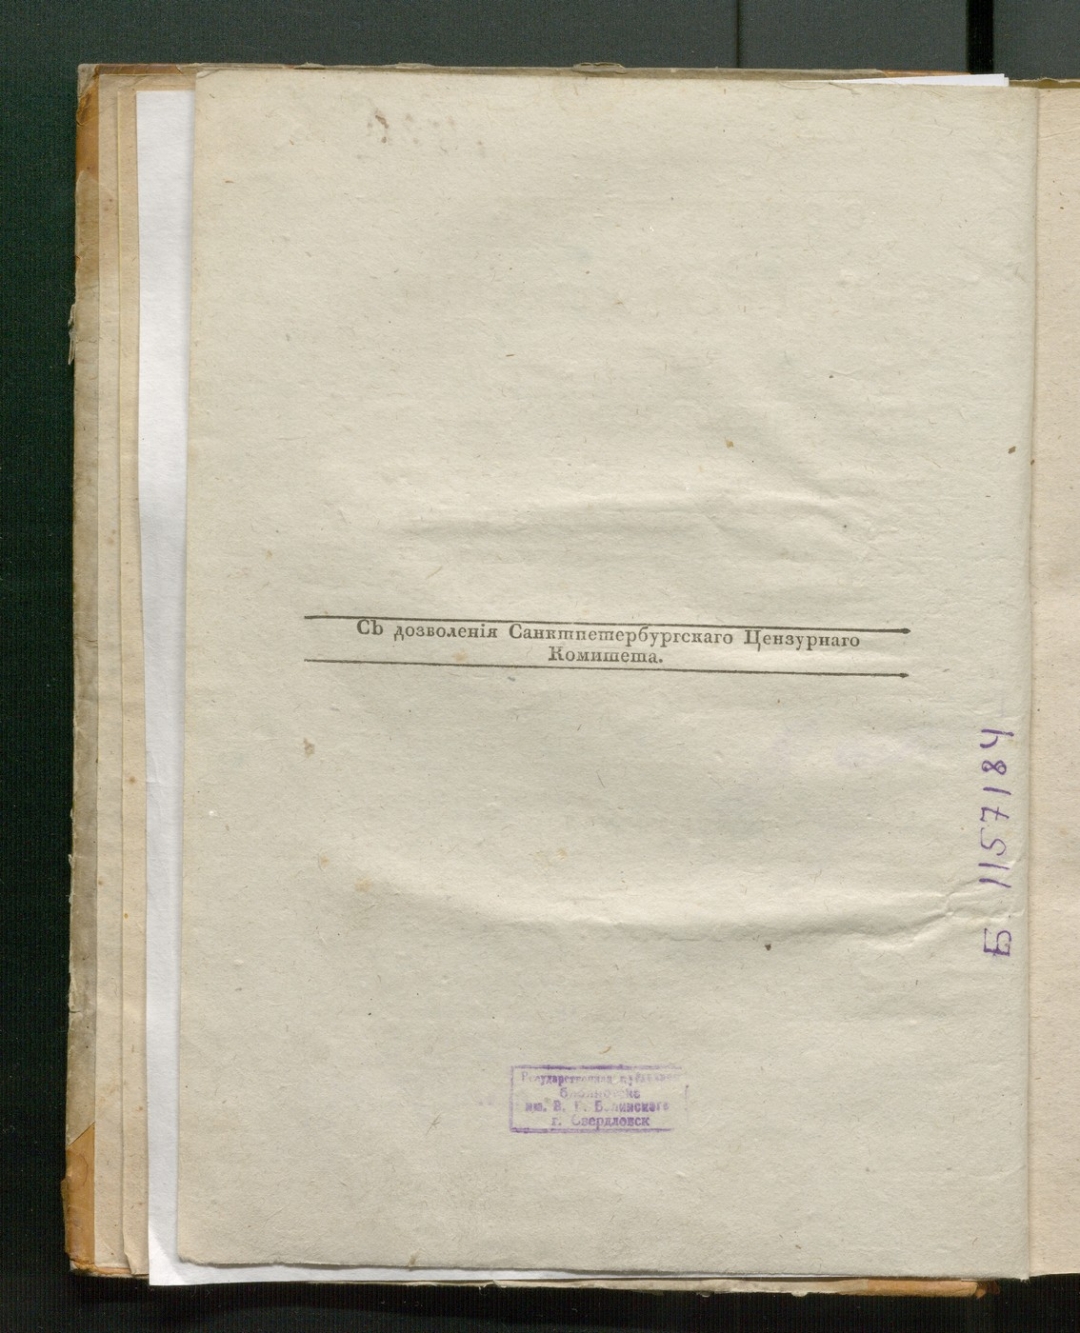 Съ дозволенія Санктпетербургскаго Цензурнаго
Комитета.
Б 1157184
Государственная публичная
библиотека
им. В. Г. Белинского
г. Свердловск